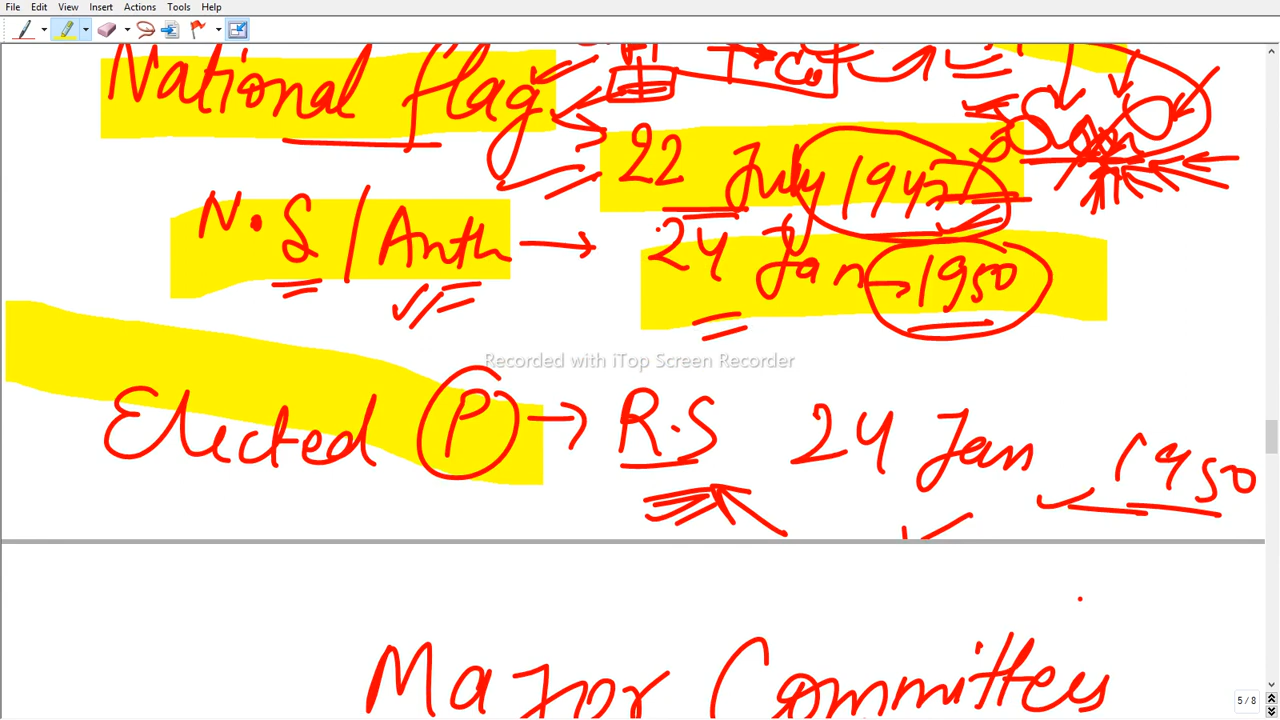 File Edit View Insert Actions Tools Help
National flag
22 July 1947
N.S / Anth → 24 Jan 1950
Recorded with iTop Screen Recorder
Elected P → R.S 24 Jan 1950
Major Committees
5 / 8